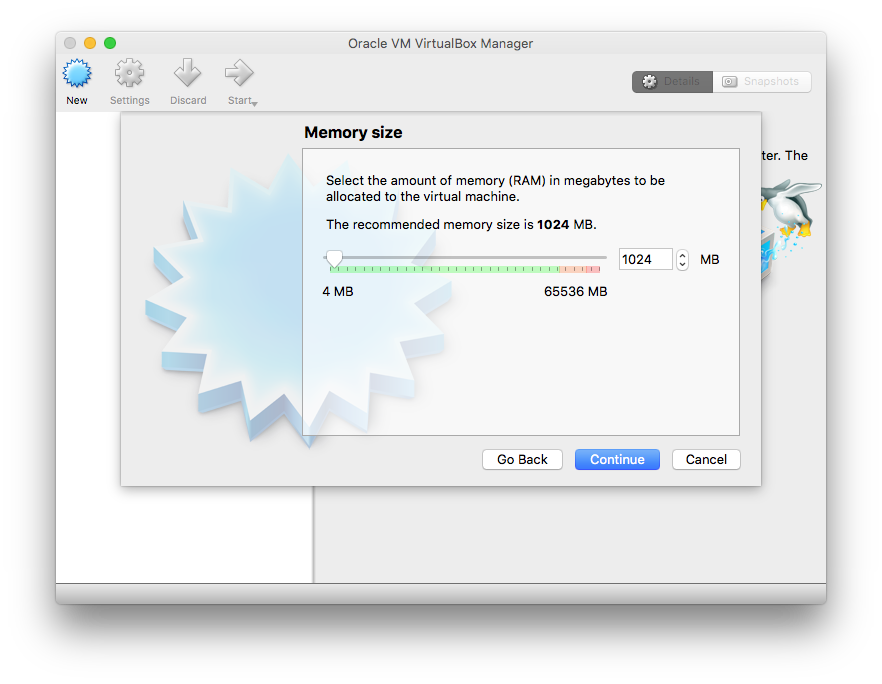 Oracle VM VirtualBox Manager
New
Settings
Discard
Start
Details
Snapshots
Memory size
ter. The
Select the amount of memory (RAM) in megabytes to be
allocated to the virtual machine.
The recommended memory size is 1024 MB.
1024
MB
4 MB
65536 MB
Go Back
Continue
Cancel